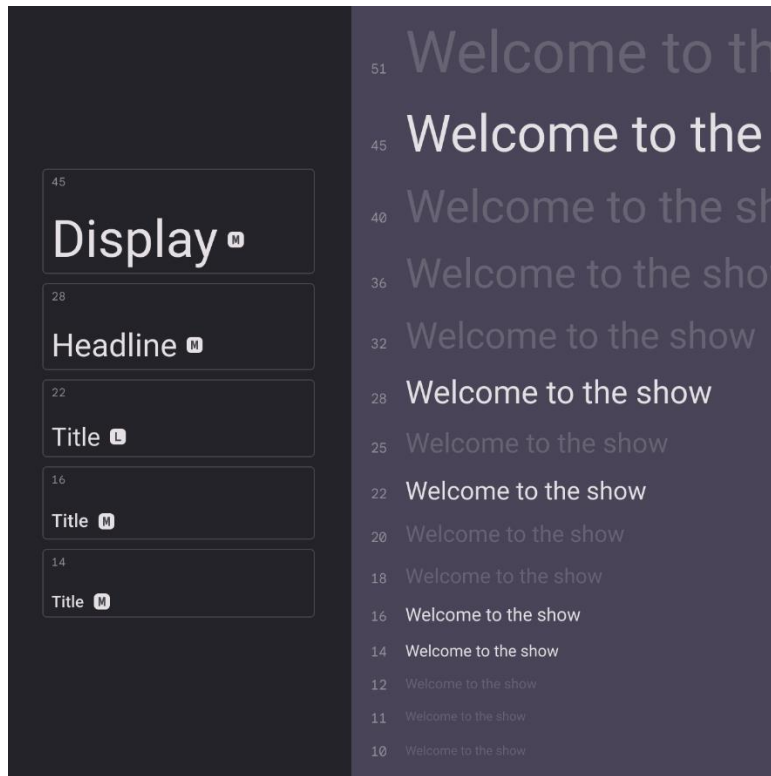 45
Display M
28
Headline M
22
Title L
16
Title M
14
Title M
51 Welcome to th
45 Welcome to the
40 Welcome to the sh
36 Welcome to the sho
32 Welcome to the show
28 Welcome to the show
25 Welcome to the show
22 Welcome to the show
20 Welcome to the show
18 Welcome to the show
16 Welcome to the show
14 Welcome to the show
12 Welcome to the show
11 Welcome to the show
10 Welcome to the show